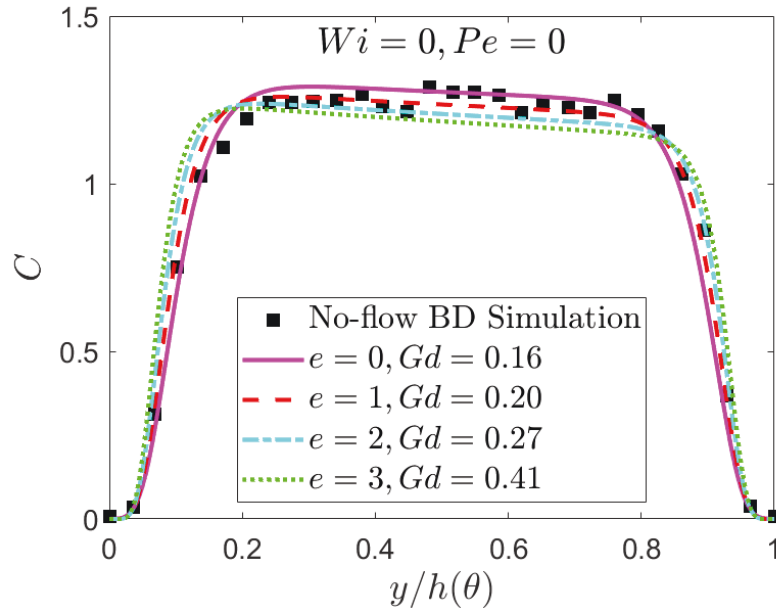 Wi = 0, Pe = 0
1.5
1
0.5
0
C
No-flow BD Simulation
e = 0, Gd = 0.16
e = 1, Gd = 0.20
e = 2, Gd = 0.27
e = 3, Gd = 0.41
0 0.2 0.4 0.6 0.8 1
y/h(θ)